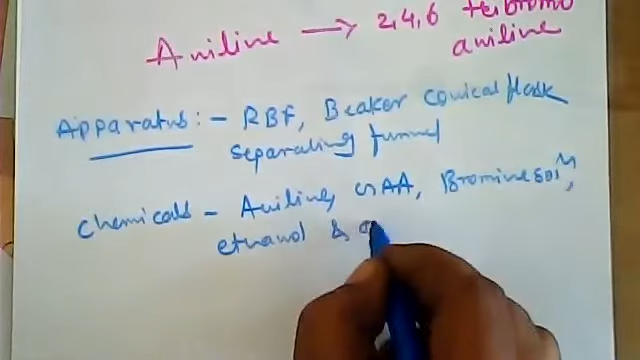 Aniline → 2,4,6 tribromo
aniline
Apparatus:- RBF, Beaker conical flask
separating funnel
Chemicals - Aniline, GAA, Bromine solⁿ,
ethanol &